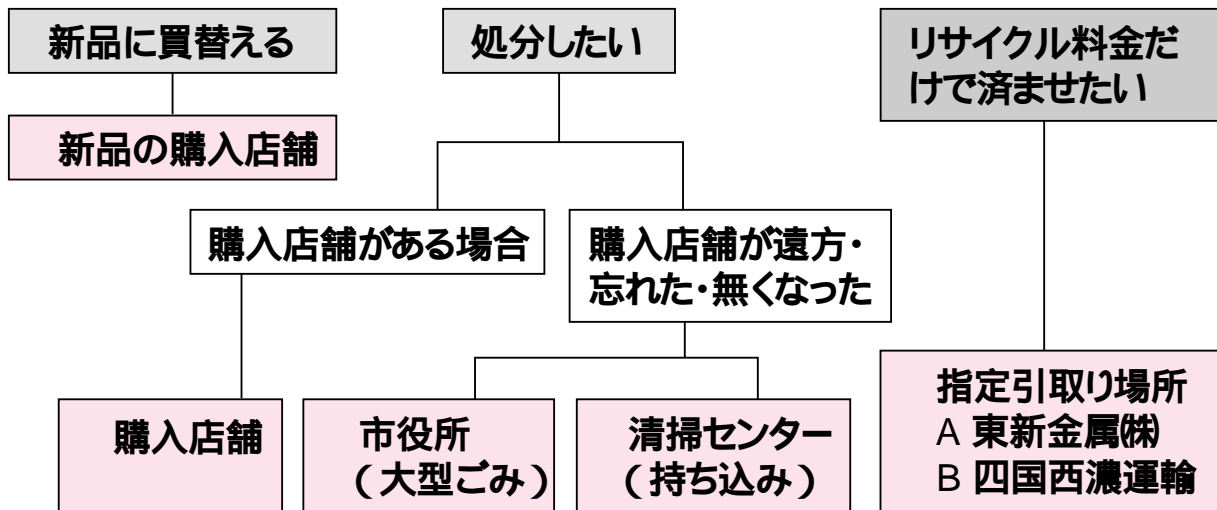 新品に買替える
処分したい
リサイクル料金だ
けで済ませたい
新品の購入店舗
購入店舗がある場合
購入店舗が遠方・
忘れた・無くなった
購入店舗
市役所
（大型ごみ）
清掃センター
（持ち込み）
指定引取り場所
A 東新金属㈱
B 四国西濃運輸